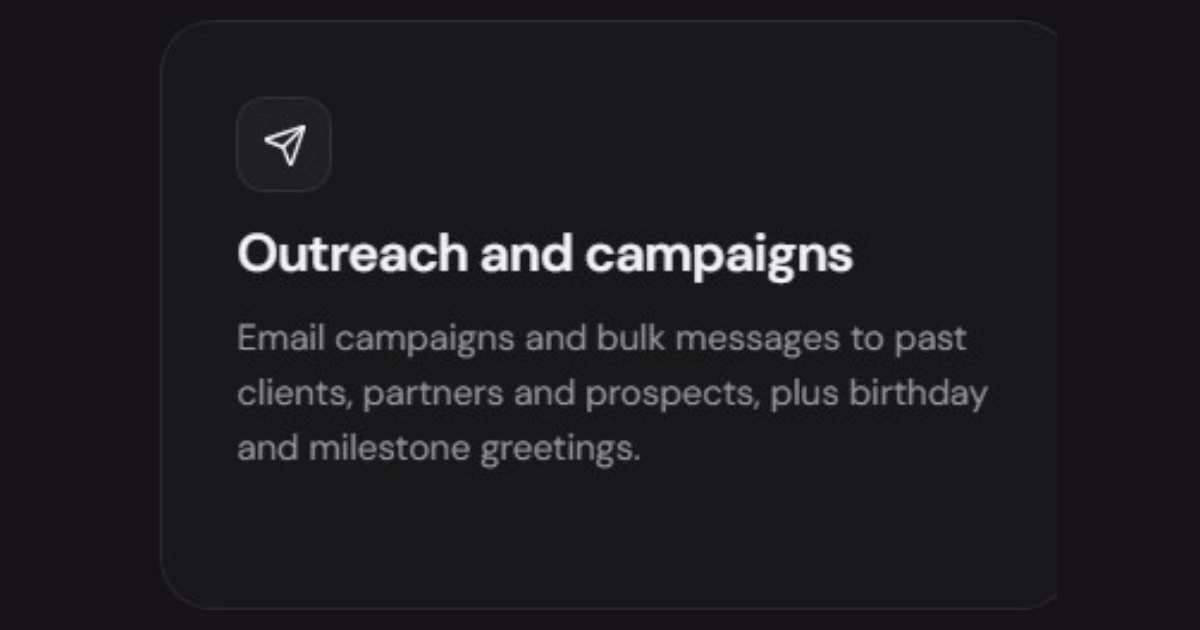 Outreach and campaigns
Email campaigns and bulk messages to past
clients, partners and prospects, plus birthday
and milestone greetings.